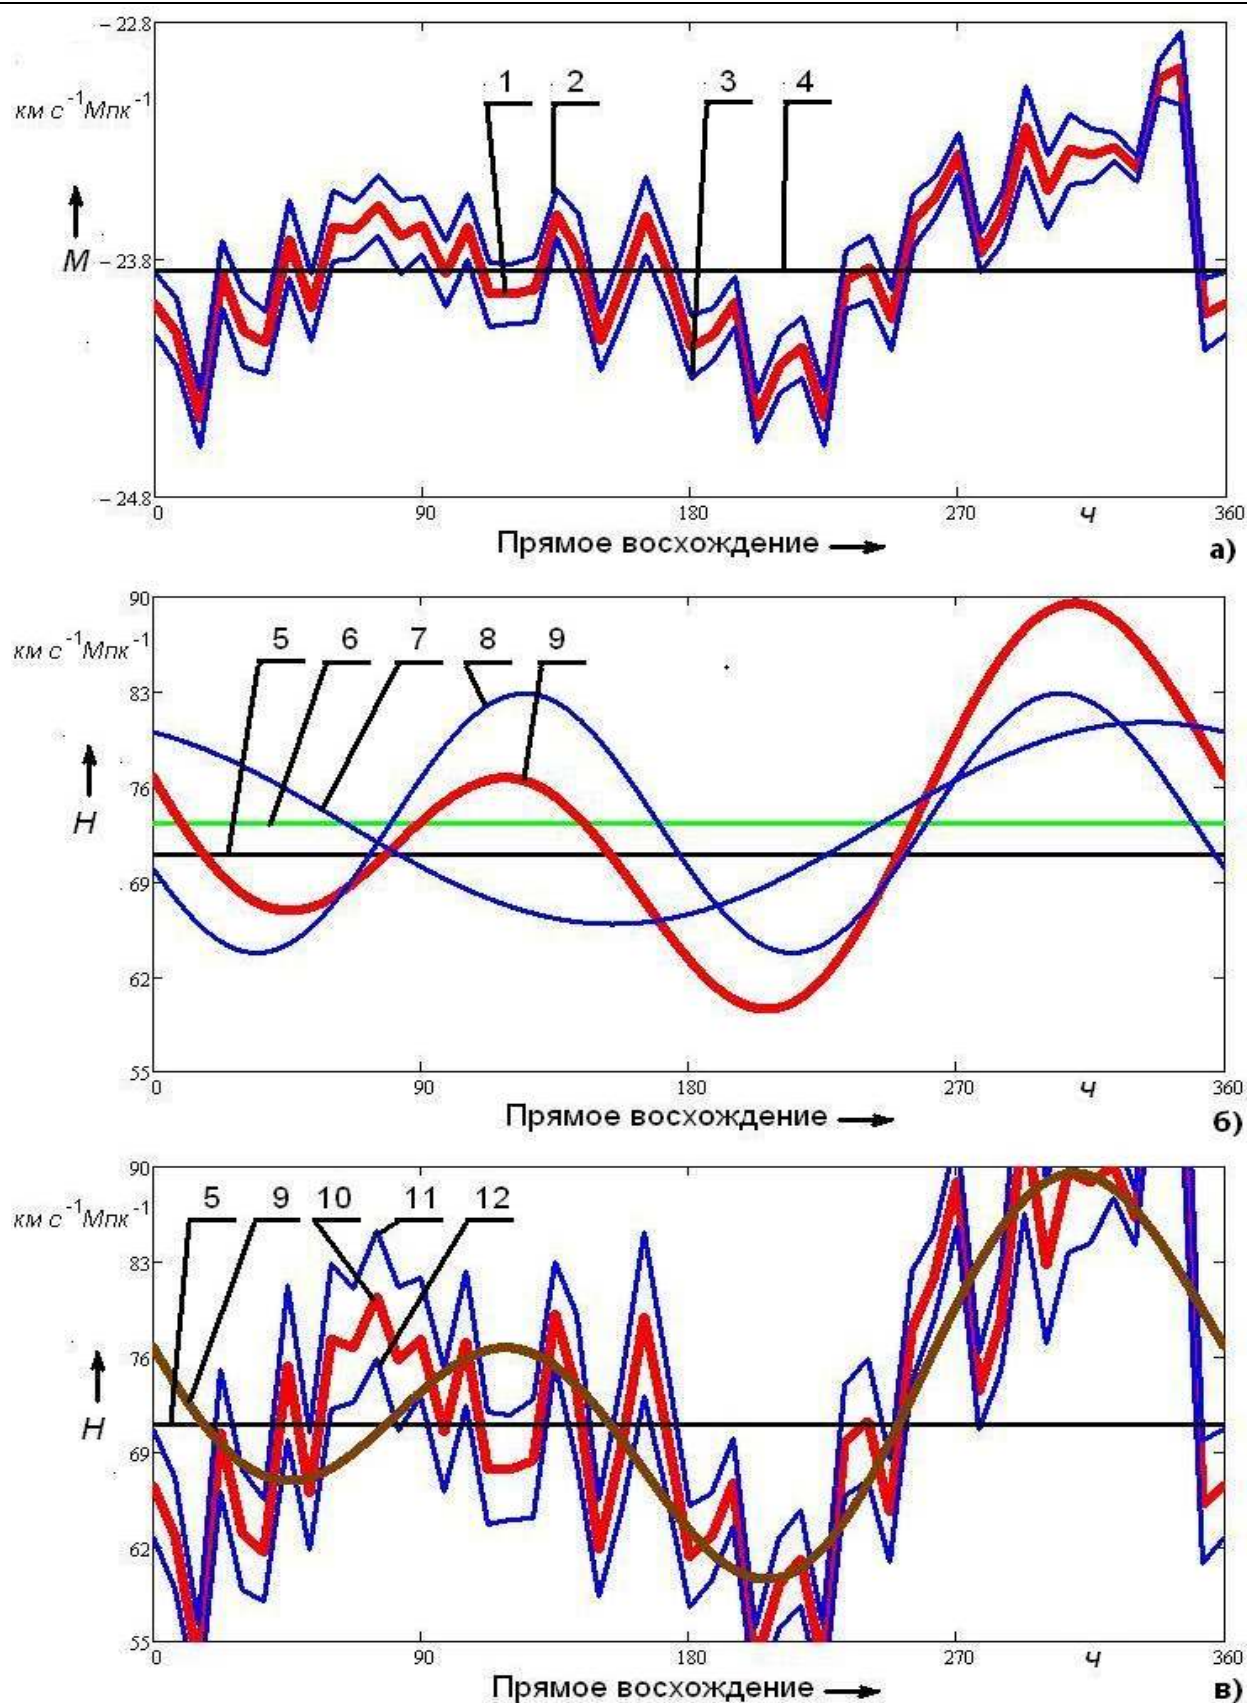 – 22.8
1 2 3 4
км с⁻¹Мпк⁻¹
М
– 23.8
– 24.8
0 90 180 270 ч 360
Прямое восхождение
а)
90
5 6 7 8 9
км с⁻¹Мпк⁻¹
83
76
Н
69
62
55
0 90 180 270 ч 360
Прямое восхождение
б)
90
5 9 10 11 12
км с⁻¹Мпк⁻¹
83
76
Н
69
62
55
0 90 180 270 ч 360
Прямое восхождение
в)